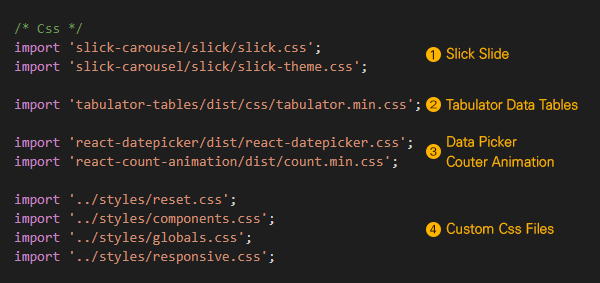 /* Css */
import 'slick-carousel/slick/slick.css';
import 'slick-carousel/slick/slick-theme.css';
1 Slick Slide
import 'tabulator-tables/dist/css/tabulator.min.css';
2 Tabulator Data Tables
import 'react-datepicker/dist/react-datepicker.css';
import 'react-count-animation/dist/count.min.css';
3 Data Picker
Couter Animation
import '../styles/reset.css';
import '../styles/components.css';
import '../styles/globals.css';
import '../styles/responsive.css';
4 Custom Css Files